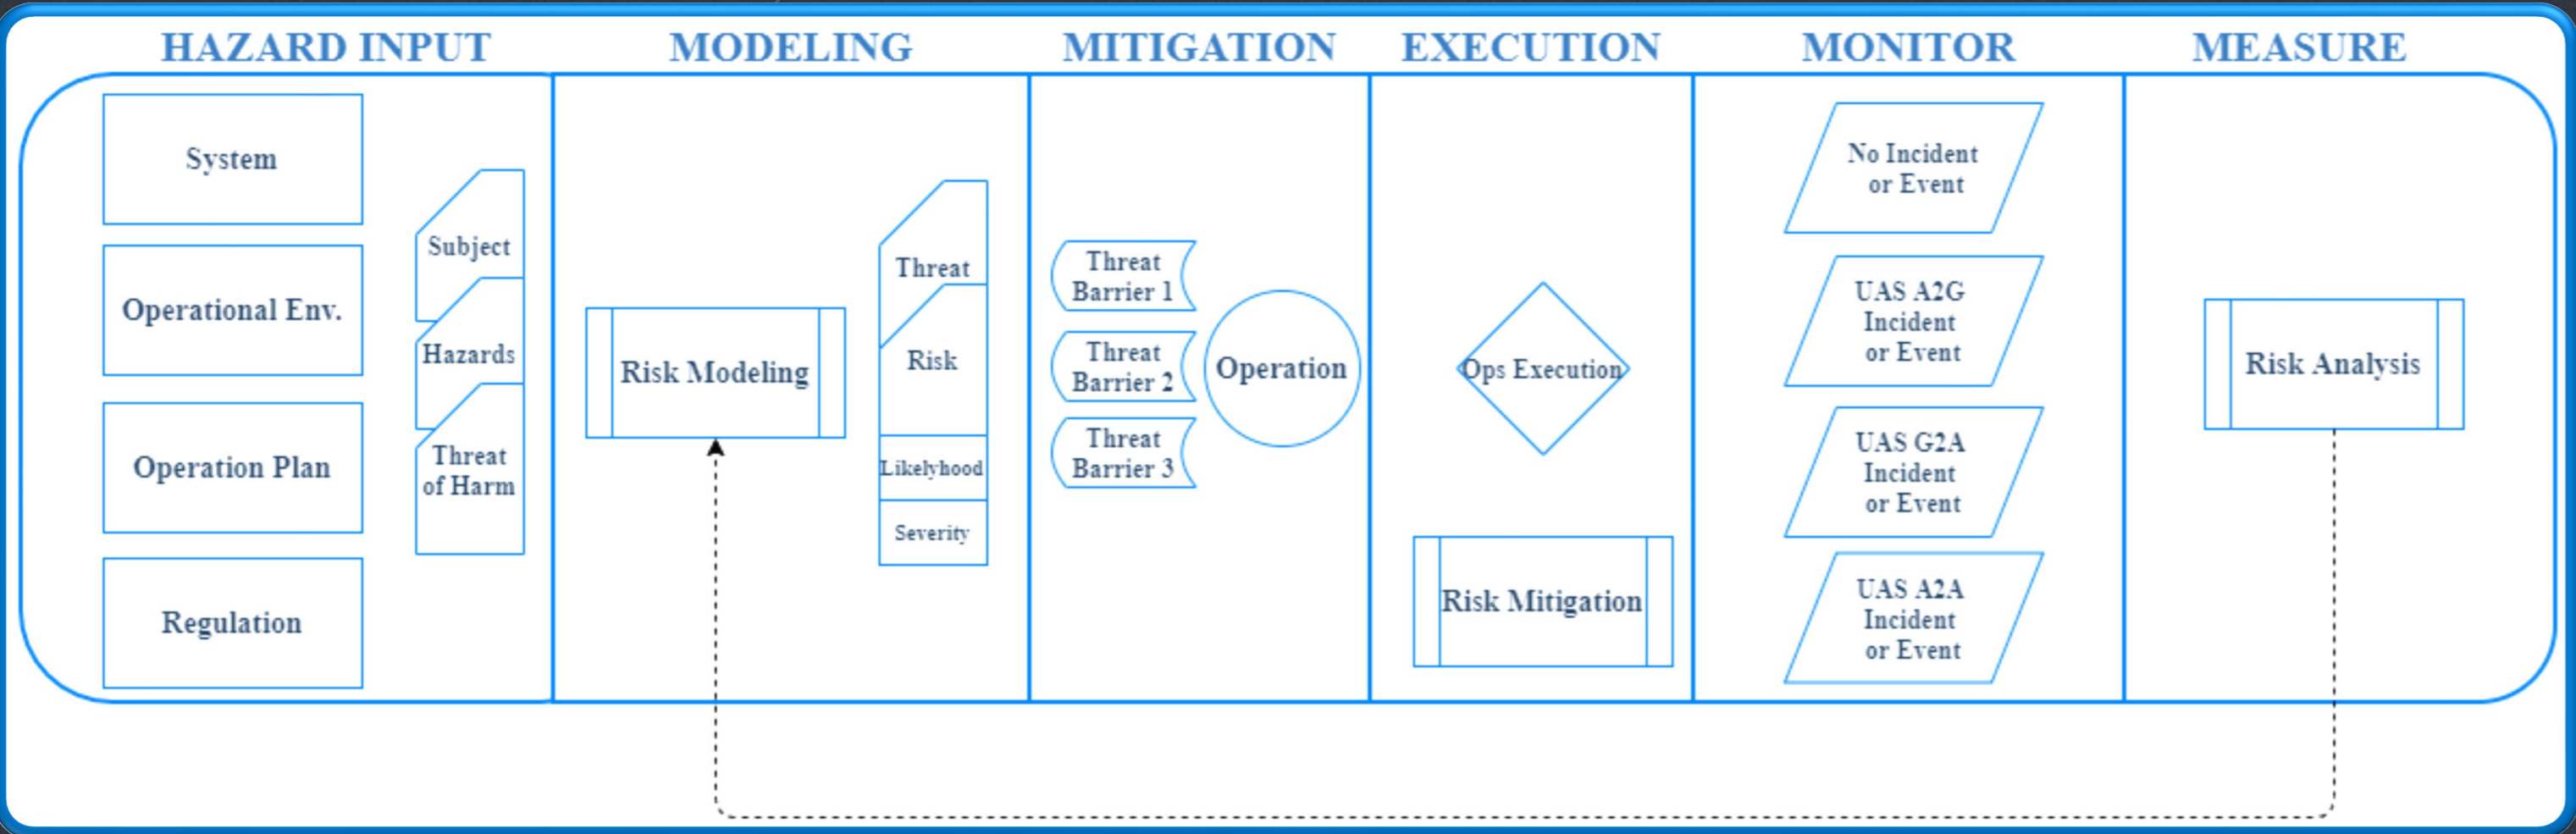 HAZARD INPUT
MODELING
MITIGATION
EXECUTION
MONITOR
MEASURE
System
Operational Env.
Operation Plan
Regulation
Subject
Hazards
Threat
of Harm
Risk Modeling
Threat
Risk
Likelyhood
Severity
Threat
Barrier 1
Threat
Barrier 2
Threat
Barrier 3
Operation
Ops Execution
Risk Mitigation
No Incident
or Event
UAS A2G
Incident
or Event
UAS G2A
Incident
or Event
UAS A2A
Incident
or Event
Risk Analysis